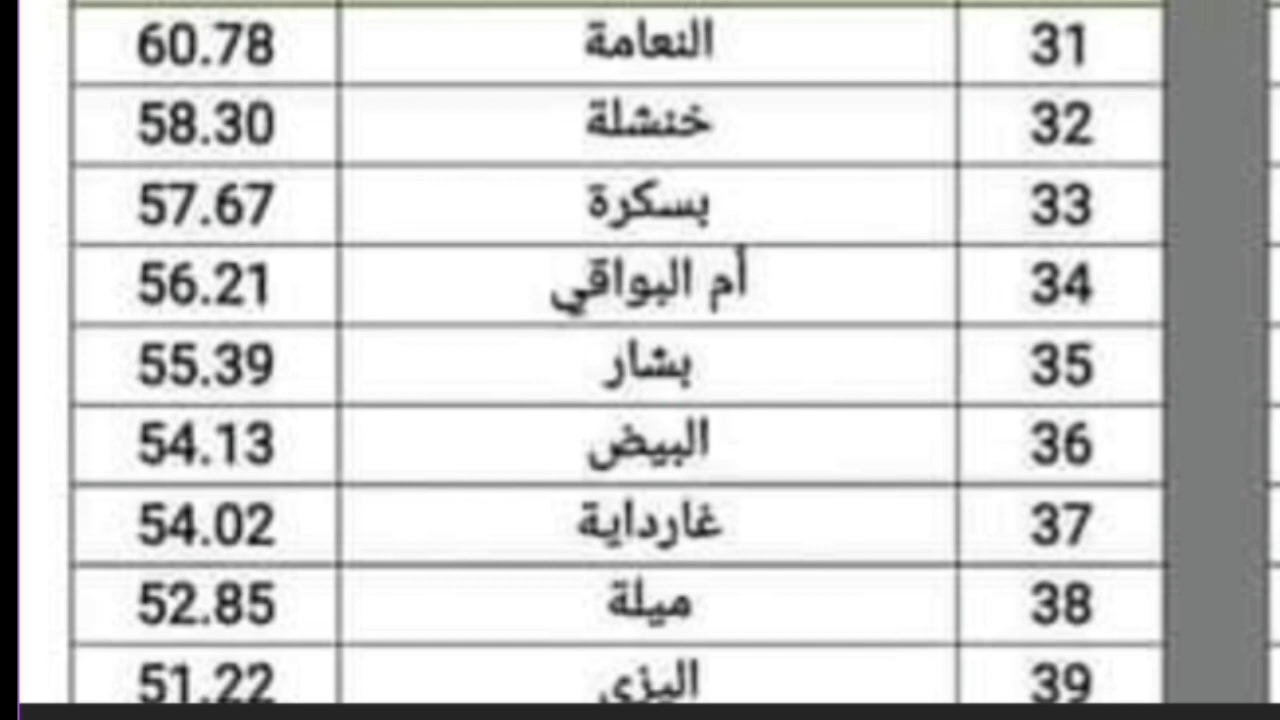 31 النعامة 60.78
32 خنشلة 58.30
33 بسكرة 57.67
34 أم البواقي 56.21
35 بشار 55.39
36 البيض 54.13
37 غارداية 54.02
38 ميلة 52.85
39 اليزي 51.22